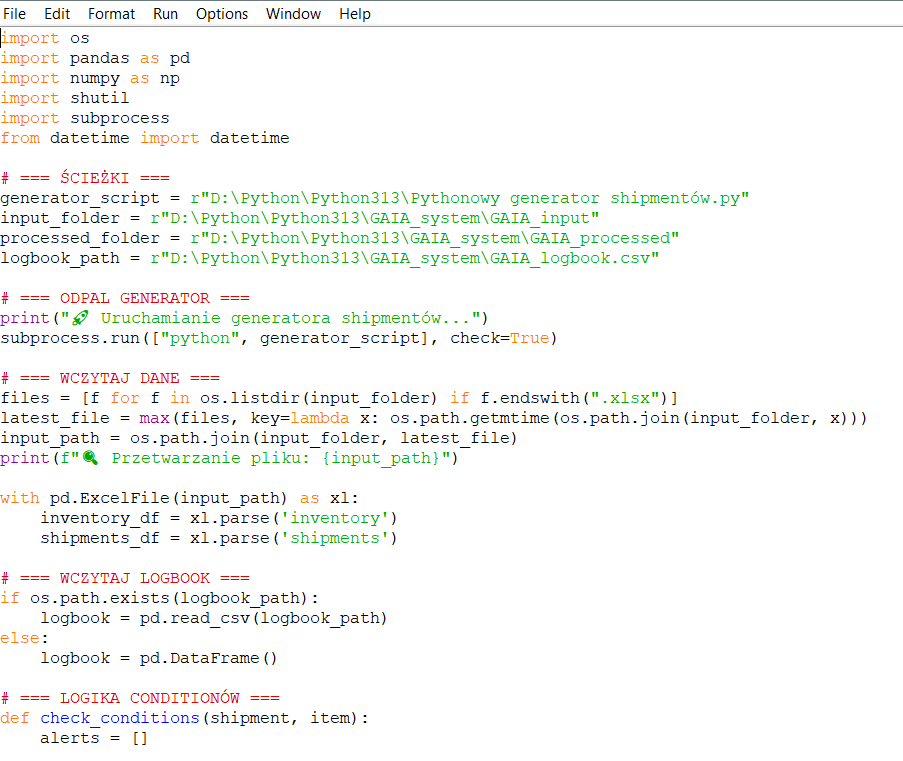 File Edit Format Run Options Window Help
import os
import pandas as pd
import numpy as np
import shutil
import subprocess
from datetime import datetime

# === ŚCIEŻKI ===
generator_script = r"D:\Python\Python313\Pythonowy generator shipmentów.py"
input_folder = r"D:\Python\Python313\GAIA_system\GAIA_input"
processed_folder = r"D:\Python\Python313\GAIA_system\GAIA_processed"
logbook_path = r"D:\Python\Python313\GAIA_system\GAIA_logbook.csv"

# === ODPAL GENERATOR ===
print("🚀 Uruchamianie generatora shipmentów...")
subprocess.run(["python", generator_script], check=True)

# === WCZYTAJ DANE ===
files = [f for f in os.listdir(input_folder) if f.endswith(".xlsx")]
latest_file = max(files, key=lambda x: os.path.getmtime(os.path.join(input_folder, x)))
input_path = os.path.join(input_folder, latest_file)
print(f"🔍 Przetwarzanie pliku: {input_path}")

with pd.ExcelFile(input_path) as xl:
    inventory_df = xl.parse('inventory')
    shipments_df = xl.parse('shipments')

# === WCZYTAJ LOGBOOK ===
if os.path.exists(logbook_path):
    logbook = pd.read_csv(logbook_path)
else:
    logbook = pd.DataFrame()

# === LOGIKA CONDITIONÓW ===
def check_conditions(shipment, item):
    alerts = []